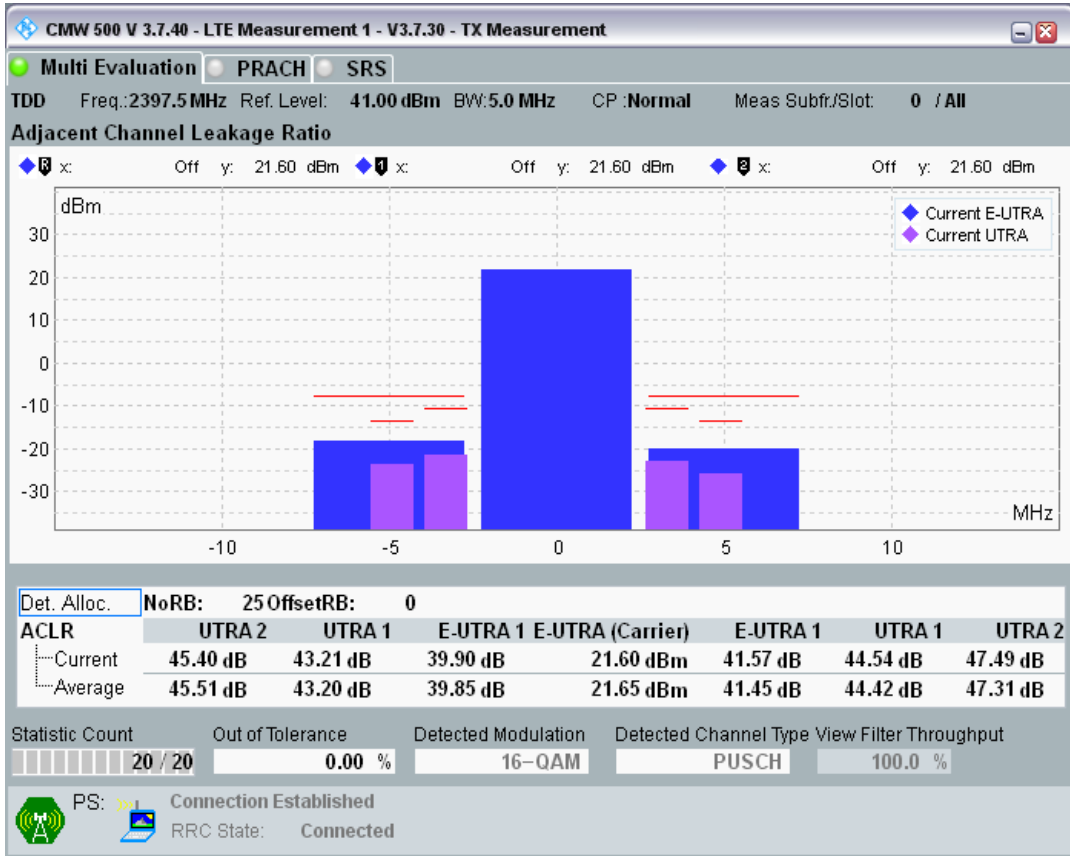 CMW 500 V 3.7.40 - LTE Measurement 1 - V3.7.30 - TX Measurement
Multi Evaluation PRACH SRS
TDD Freq.:2397.5 MHz Ref. Level: 41.00 dBm BW:5.0 MHz CP :Normal Meas Subfr./Slot: 0 / All
Adjacent Channel Leakage Ratio
R x: Off y: 21.60 dBm 1 x: Off y: 21.60 dBm 2 x: Off y: 21.60 dBm
dBm
Current E-UTRA
Current UTRA
30
20
10
0
-10
-20
-30
MHz
-10 -5 0 5 10
Det. Alloc. NoRB: 25 OffsetRB: 0
ACLR UTRA 2 UTRA 1 E-UTRA 1 E-UTRA (Carrier) E-UTRA 1 UTRA 1 UTRA 2
Current 45.40 dB 43.21 dB 39.90 dB 21.60 dBm 41.57 dB 44.54 dB 47.49 dB
Average 45.51 dB 43.20 dB 39.85 dB 21.65 dBm 41.45 dB 44.42 dB 47.31 dB
Statistic Count Out of Tolerance Detected Modulation Detected Channel Type View Filter Throughput
20 / 20 0.00 % 16-QAM PUSCH 100.0 %
PS: Connection Established
RRC State: Connected